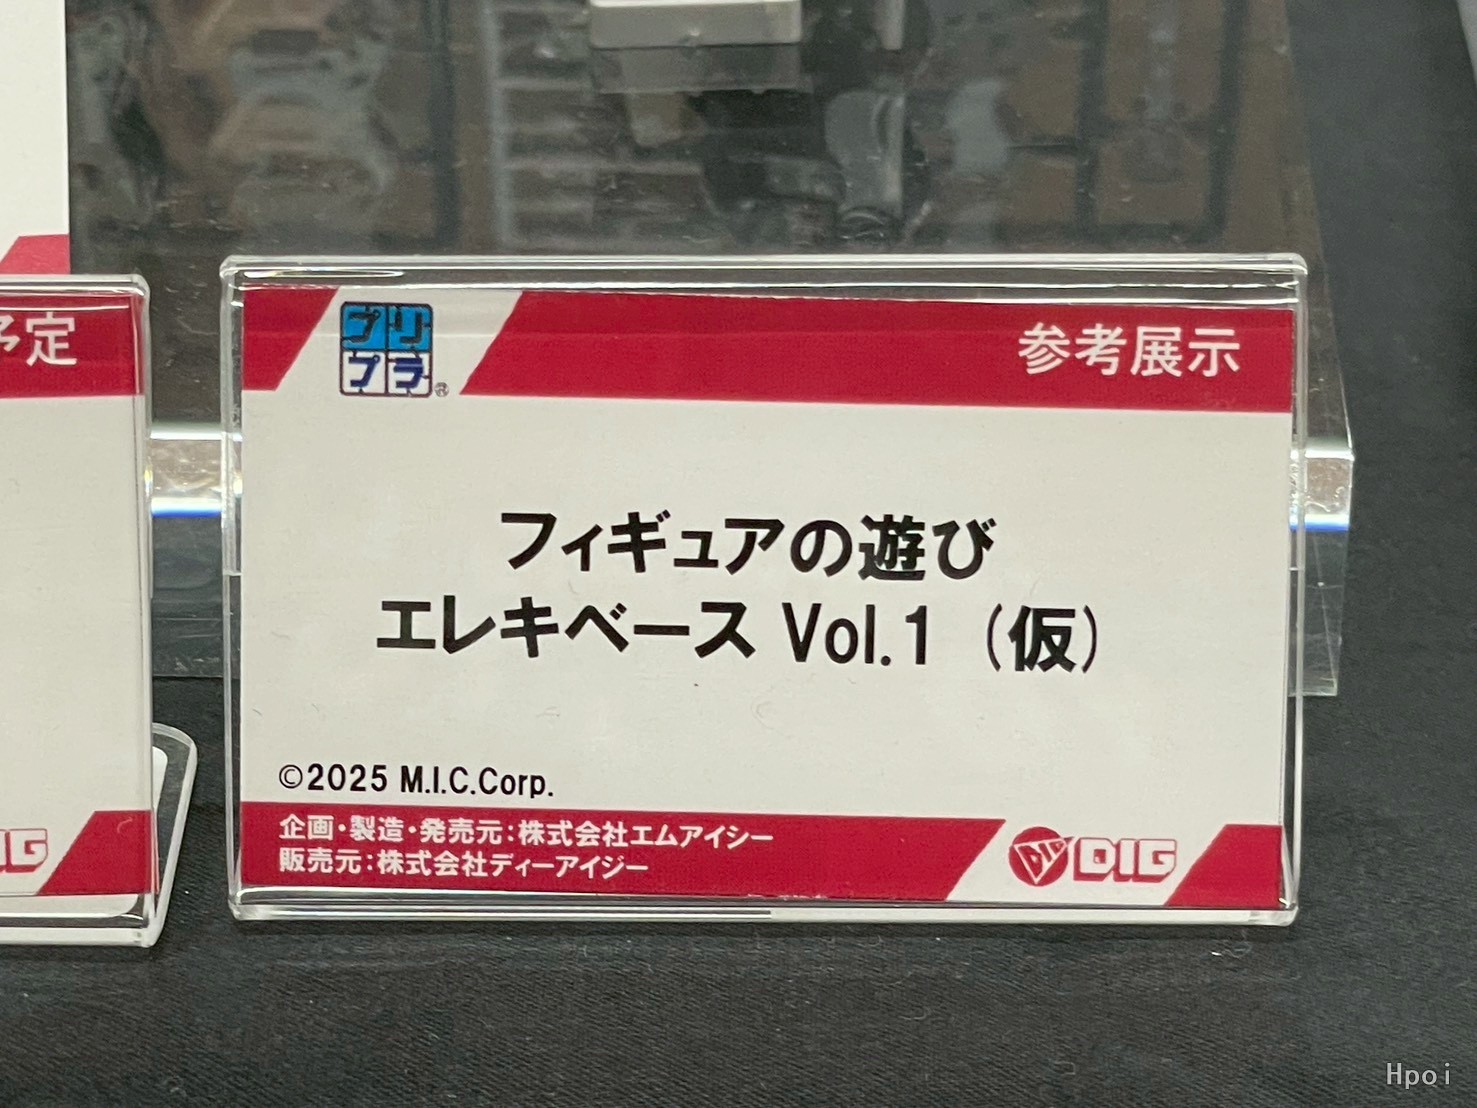 予定
IG
プリ
プラ®
参考展示
フィギュアの遊び
エレキベース Vol.1（仮）
©2025 M.I.C.Corp.
企画・製造・発売元：株式会社エムアイシー
販売元：株式会社ディーアイジー
DIG DIG
Hpoi